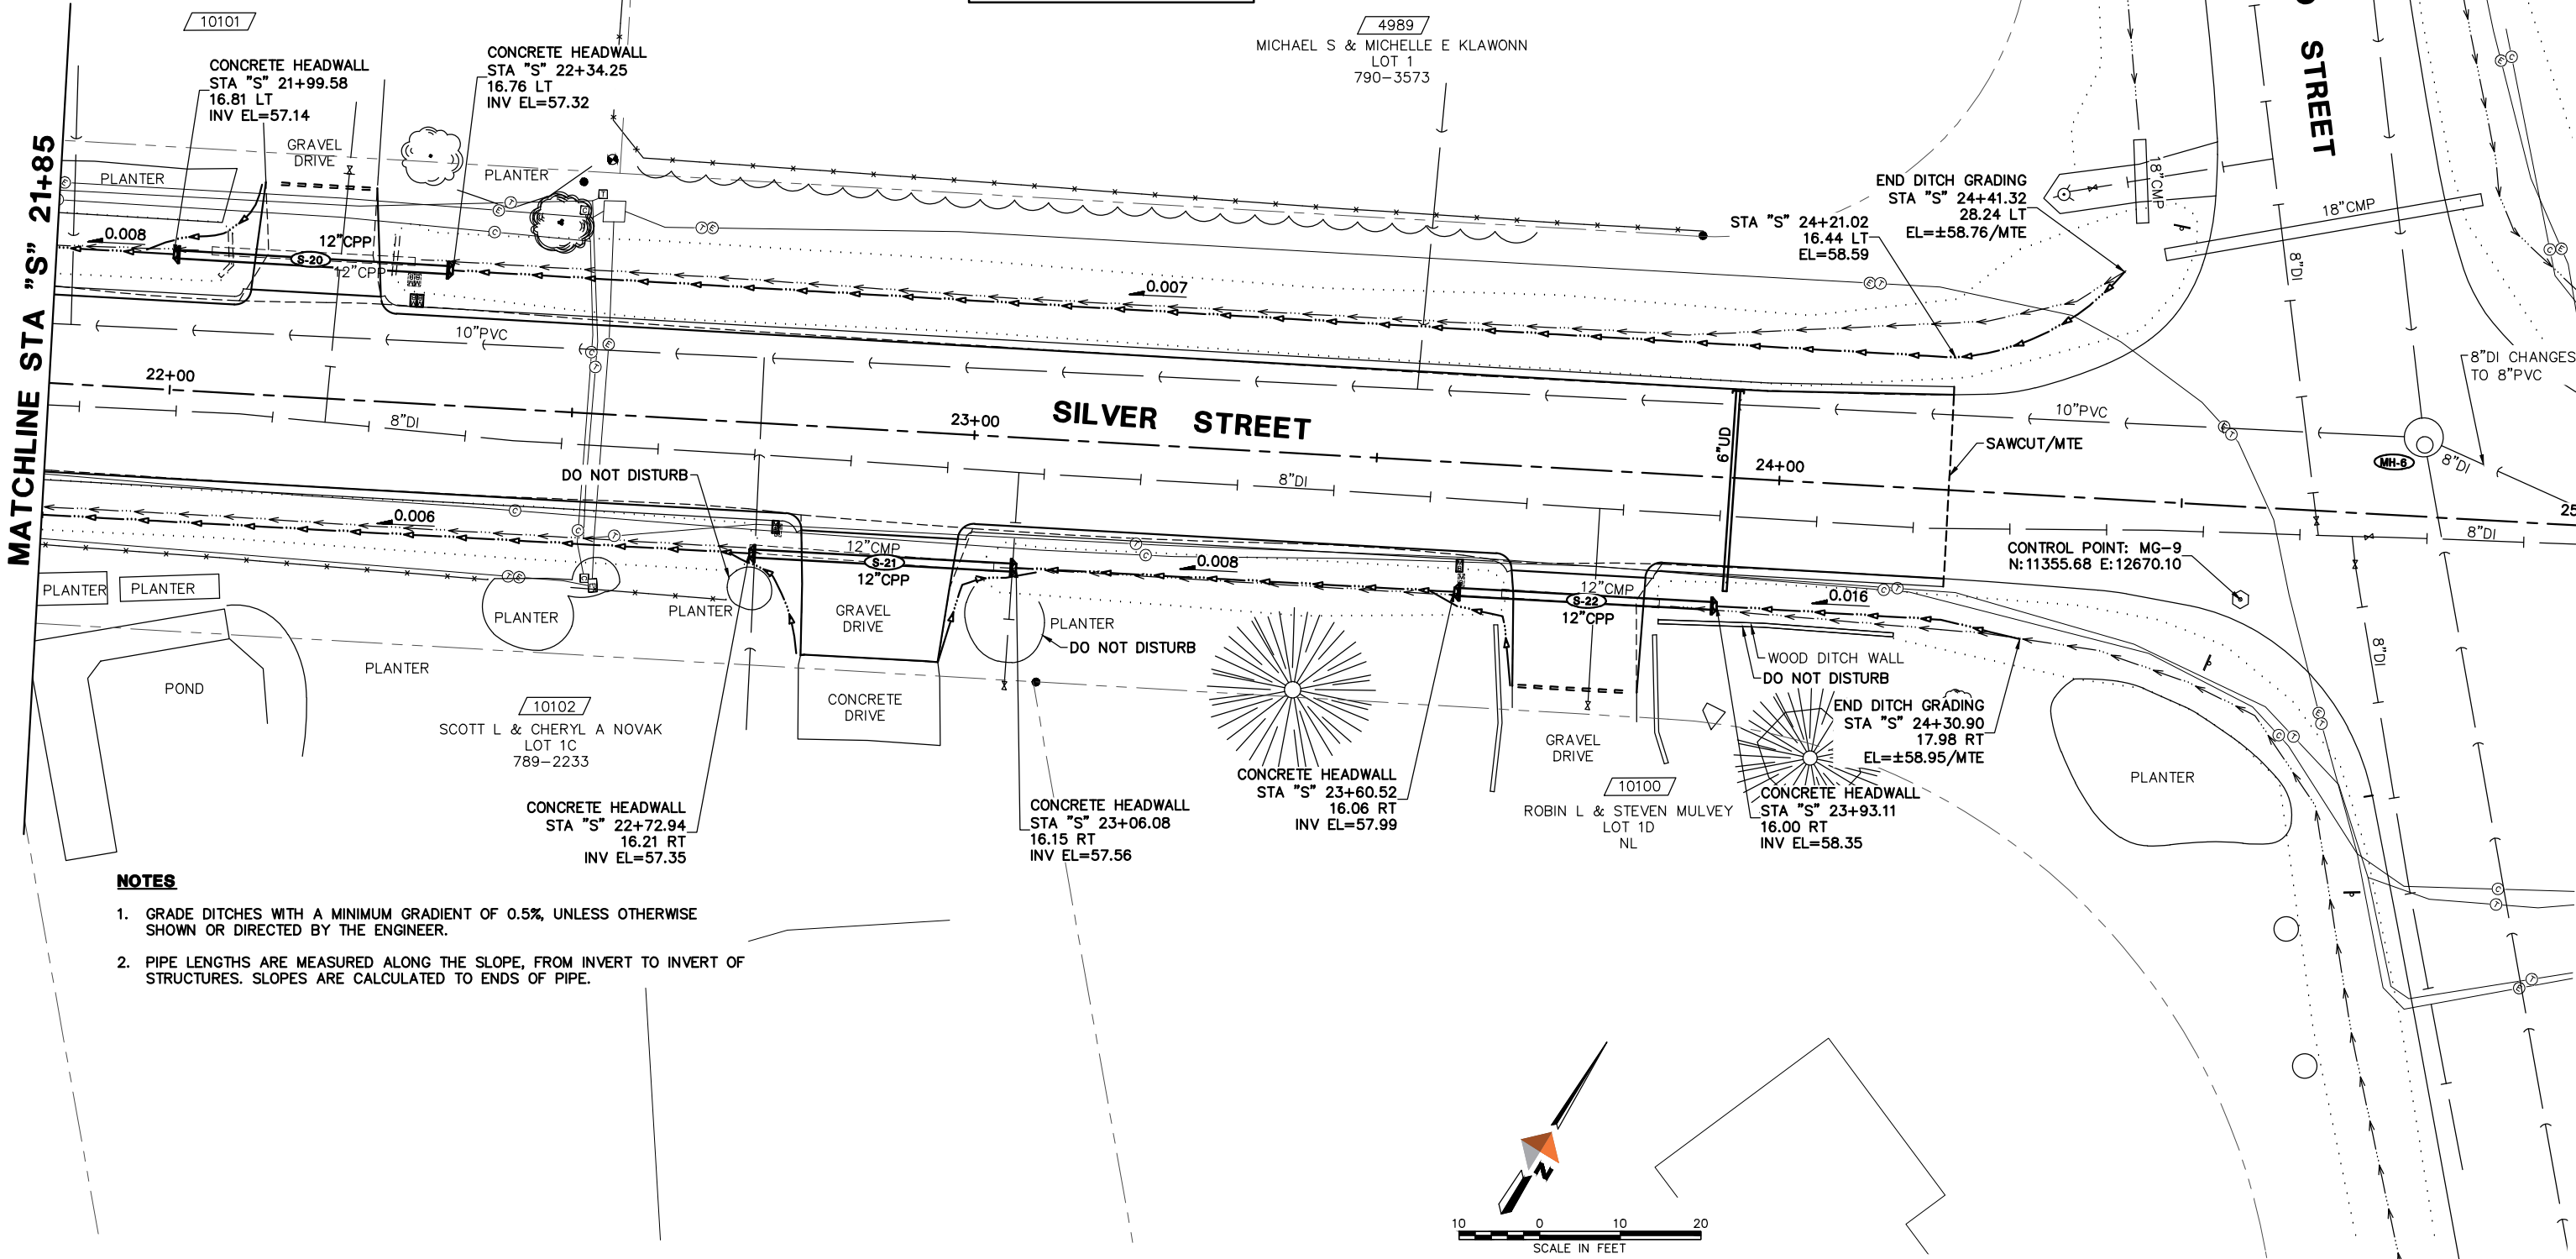 10101
CONCRETE HEADWALL
STA "S" 21+99.58
16.81 LT
INV EL=57.14
CONCRETE HEADWALL
STA "S" 22+34.25
16.76 LT
INV EL=57.32
4989
MICHAEL S & MICHELLE E KLAWONN
LOT 1
790-3573
STREET
MATCHLINE STA "S" 21+85
GRAVEL
DRIVE
PLANTER
PLANTER
0.008
12"CPP
S-20
12"CPP
10"PVC
0.007
STA "S" 24+21.02
16.44 LT
EL=58.59
END DITCH GRADING
STA "S" 24+41.32
28.24 LT
EL=±58.76/MTE
18"CMP
18"CMP
8"DI
8"DI CHANGES
TO 8"PVC
22+00
8"DI
23+00
SILVER STREET
8"DI
6"UD
24+00
SAWCUT/MTE
10"PVC
MH-6
8"DI
25
8"DI
8"DI
DO NOT DISTURB
0.006
12"CMP
S-21
12"CPP
0.008
12"CMP
S-22
12"CPP
0.016
CONTROL POINT: MG-9
N:11355.68 E:12670.10
PLANTER
PLANTER
PLANTER
PLANTER
GRAVEL
DRIVE
PLANTER
DO NOT DISTURB
WOOD DITCH WALL
DO NOT DISTURB
POND
PLANTER
CONCRETE
DRIVE
10102
SCOTT L & CHERYL A NOVAK
LOT 1C
789-2233
GRAVEL
DRIVE
END DITCH GRADING
STA "S" 24+30.90
17.98 RT
EL=±58.95/MTE
PLANTER
CONCRETE HEADWALL
STA "S" 22+72.94
16.21 RT
INV EL=57.35
CONCRETE HEADWALL
STA "S" 23+06.08
16.15 RT
INV EL=57.56
CONCRETE HEADWALL
STA "S" 23+60.52
16.06 RT
INV EL=57.99
10100
ROBIN L & STEVEN MULVEY
LOT 1D
NL
CONCRETE HEADWALL
STA "S" 23+93.11
16.00 RT
INV EL=58.35
NOTES
1. GRADE DITCHES WITH A MINIMUM GRADIENT OF 0.5%, UNLESS OTHERWISE
SHOWN OR DIRECTED BY THE ENGINEER.
2. PIPE LENGTHS ARE MEASURED ALONG THE SLOPE, FROM INVERT TO INVERT OF
STRUCTURES. SLOPES ARE CALCULATED TO ENDS OF PIPE.
N
10 0 10 20
SCALE IN FEET